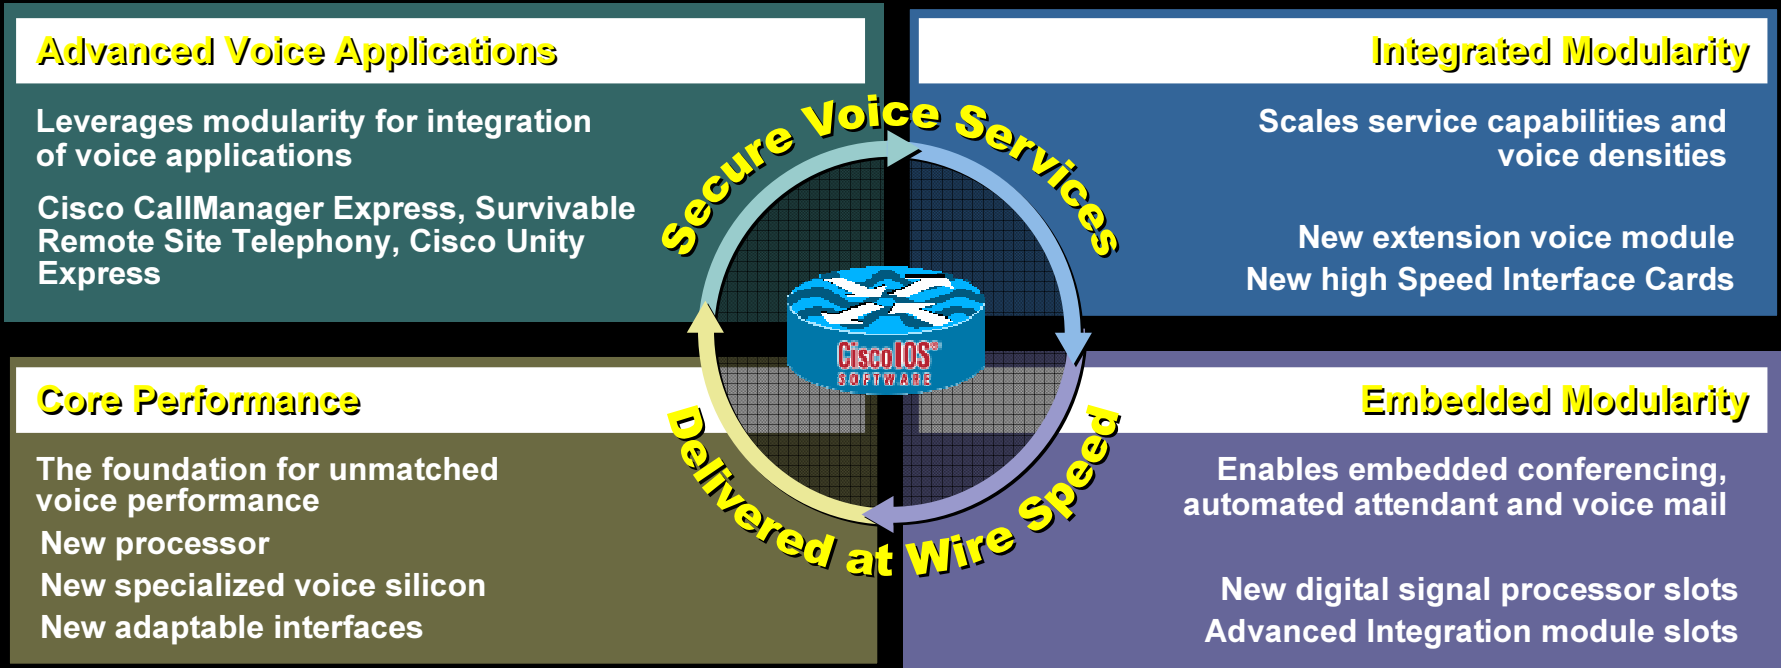 Advanced Voice Applications
Leverages modularity for integration
of voice applications
Cisco CallManager Express, Survivable
Remote Site Telephony, Cisco Unity
Express
Integrated Modularity
Scales service capabilities and
voice densities
New extension voice module
New high Speed Interface Cards
Secure Voice Services
Cisco IOS®
SOFTWARE
Delivered at Wire Speed
Core Performance
The foundation for unmatched
voice performance
New processor
New specialized voice silicon
New adaptable interfaces
Embedded Modularity
Enables embedded conferencing,
automated attendant and voice mail
New digital signal processor slots
Advanced Integration module slots